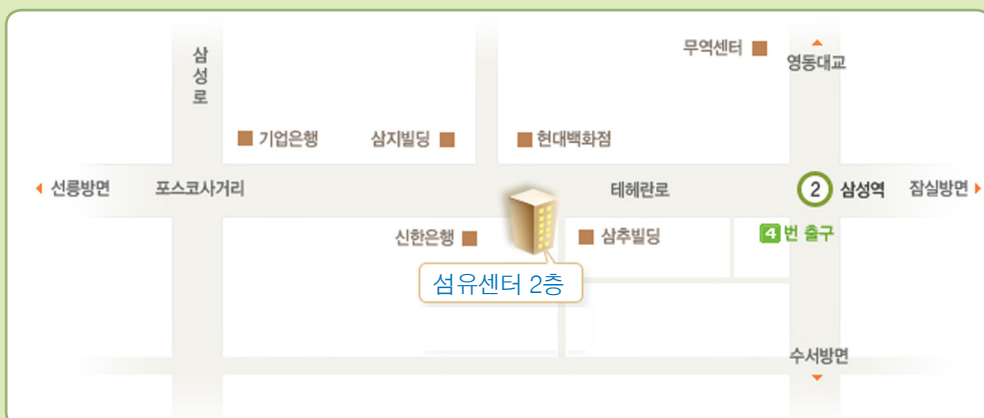 삼성로
무역센터
영동대교
기업은행
삼지빌딩
현대백화점
선릉방면
포스코사거리
테헤란로
2
삼성역
잠실방면
신한은행
삼추빌딩
4번 출구
섬유센터 2층
수서방면